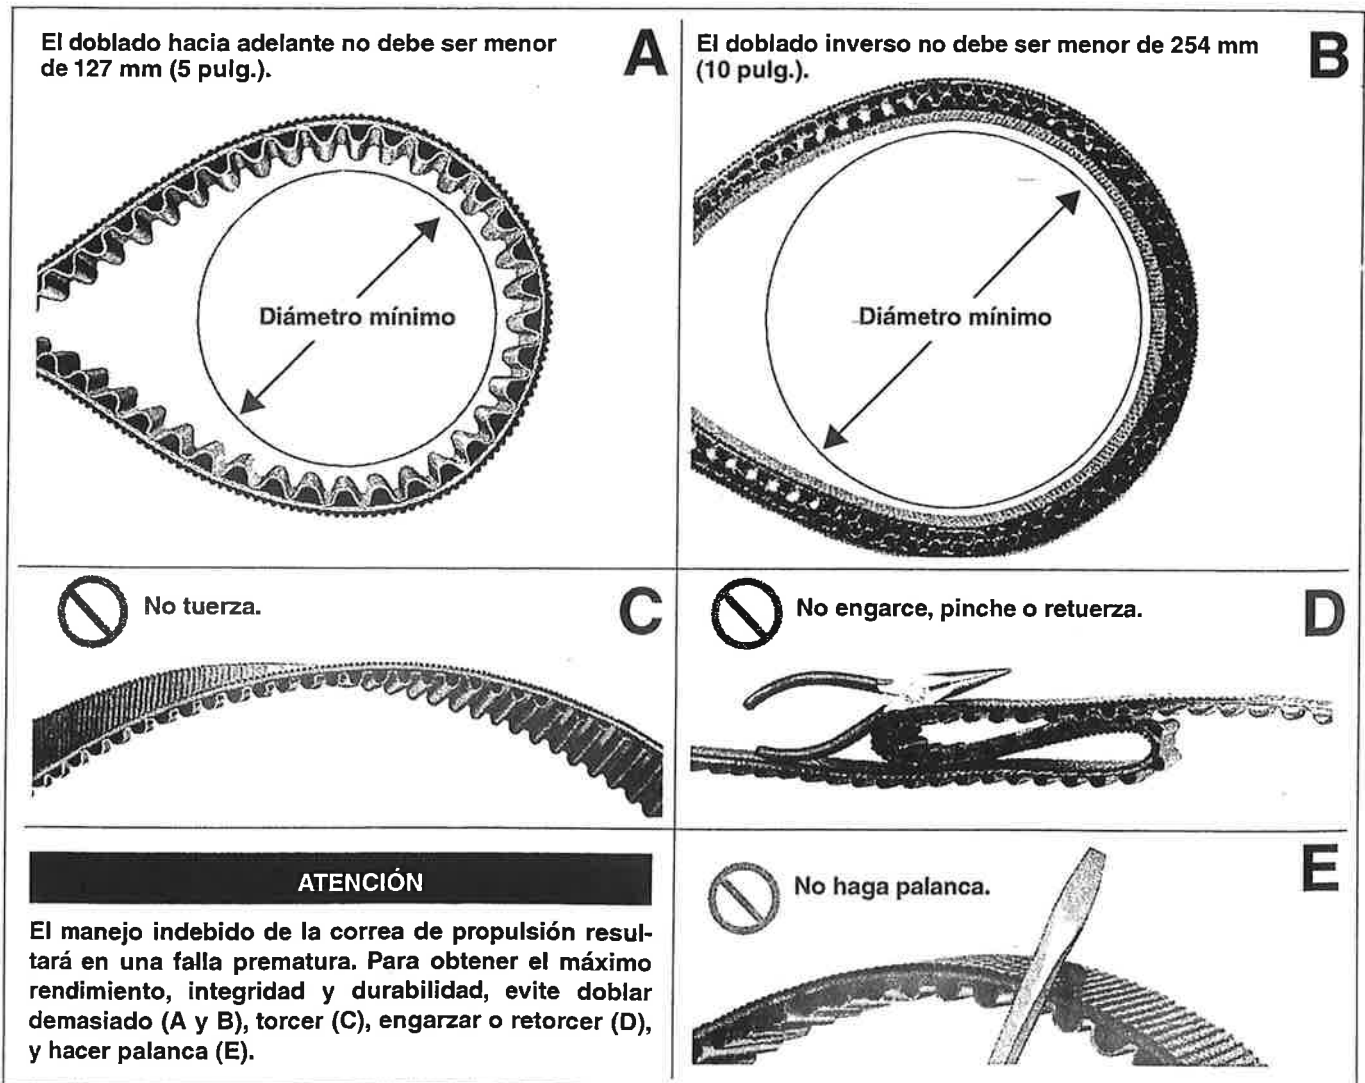 El doblado hacia adelante no debe ser menor
de 127 mm (5 pulg.).
A
El doblado inverso no debe ser menor de 254 mm
(10 pulg.).
B
Diámetro mínimo
Diámetro mínimo
No tuerza.
C
No engarce, pinche o retuerza.
D
ATENCIÓN
El manejo indebido de la correa de propulsión resul-
tará en una falla prematura. Para obtener el máximo
rendimiento, integridad y durabilidad, evite doblar
demasiado (A y B), torcer (C), engarzar o retorcer (D),
y hacer palanca (E).
No haga palanca.
E